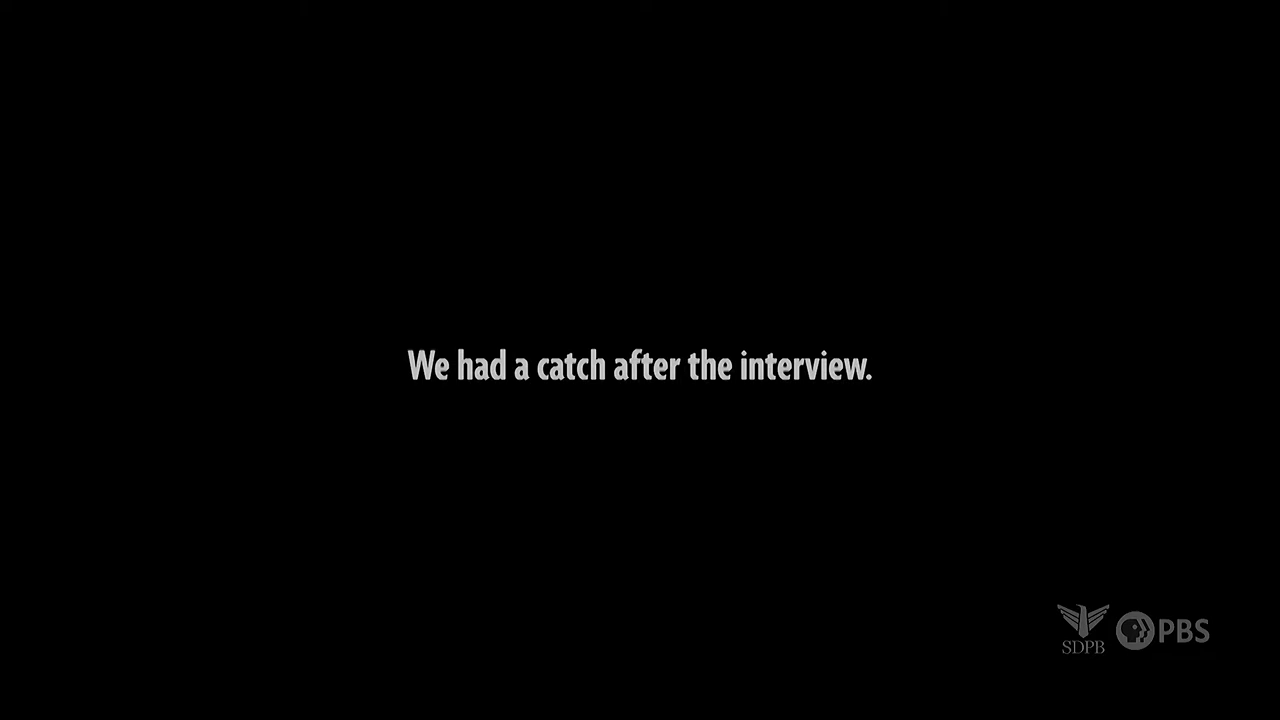 We had a catch after the interview.
SDPB
PBS